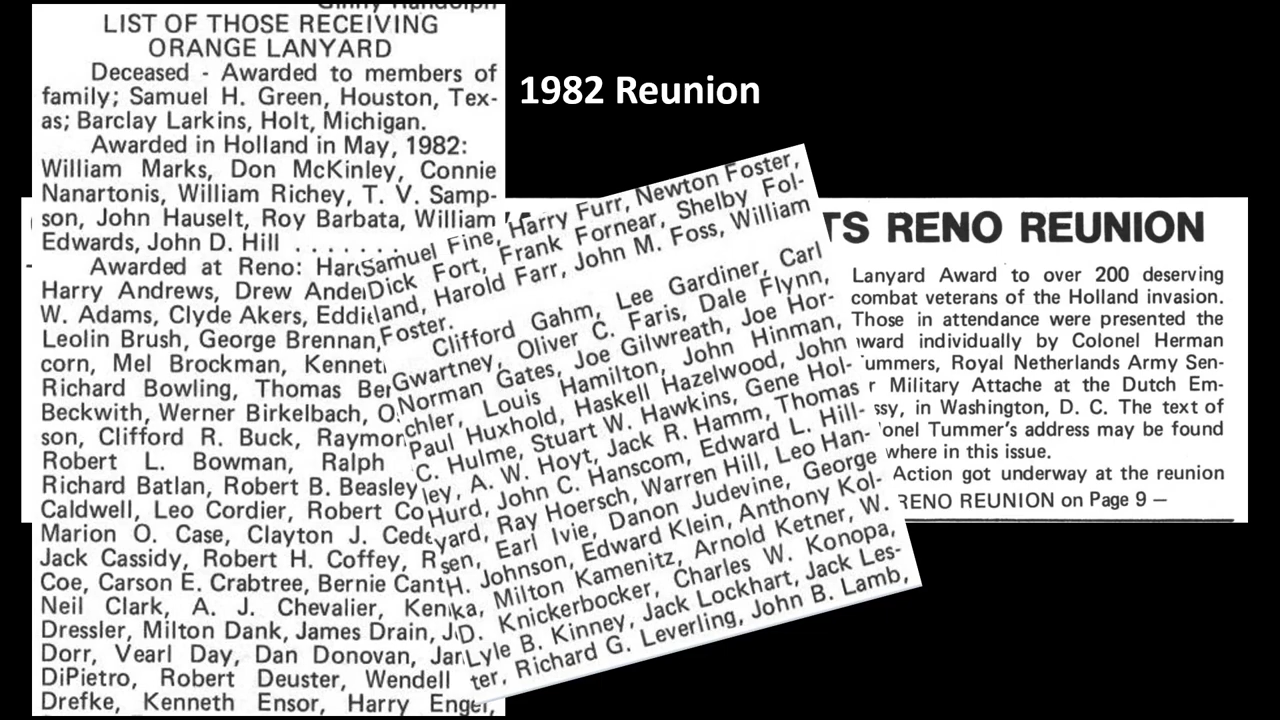 LIST OF THOSE RECEIVING
ORANGE LANYARD
Deceased - Awarded to members of
family; Samuel H. Green, Houston, Tex-
as; Barclay Larkins, Holt, Michigan.
Awarded in Holland in May, 1982:
William Marks, Don McKinley, Connie
Nanartonis, William Richey, T. V. Samp-
son, John Hauselt, Roy Barbata, William
Edwards, John D. Hill . . . . . . .
Awarded at Reno:
Harry Andrews, Drew
W. Adams, Clyde Akers,
Leolin Brush, George Brennan,
corn, Mel Brockman,
Richard Bowling, Thomas
Beckwith, Werner Birkelbach,
son, Clifford R. Buck,
Robert L. Bowman, Ralph
Richard Batlan, Robert B. Beasley
Caldwell, Leo Cordier, Robert
Marion O. Case, Clayton J.
Jack Cassidy, Robert H. Coffey,
Coe, Carson E. Crabtree, Bernie
Neil Clark, A. J. Chevalier,
Dressler, Milton Dank, James Drain,
Dorr, Vearl Day, Dan Donovan,
DiPietro, Robert Deuster, Wendell
Drefke, Kenneth Ensor, Harry Enger,
1982 Reunion
Samuel Fine, Harry Furr, Newton Foster,
Dick Fort, Frank Fornear, Shelby Fol-
land, Harold Farr, John M. Foss, William
Foster.
Clifford Gahm, Lee Gardiner, Carl
Gwartney, Oliver C. Faris, Dale Flynn,
Norman Gates, Joe Gilwreath, Joe Hor-
chler, Louis Hamilton, John Hinman,
Paul Huxhold, Haskell Hazelwood, John
C. Hulme, Stuart W. Hawkins, Gene Hol-
ley, A. W. Hoyt, Jack R. Hamm, Thomas
Hurd, John C. Hanscom, Edward L. Hill-
yard, Ray Hoersch, Warren Hill, Leo Han-
sen, Earl Ivie, Danon Judevine, George
H. Johnson, Edward Klein, Anthony Kol-
ka, Milton Kamenitz, Arnold Ketner, W.
D. Knickerbocker, Charles W. Konopa,
Lyle B. Kinney, Jack Lockhart, Jack Les-
ter, Richard G. Leverling, John B. Lamb,
RENO REUNION
Lanyard Award to over 200 deserving
combat veterans of the Holland invasion.
Those in attendance were presented the
award individually by Colonel Herman
Tummers, Royal Netherlands Army Sen-
Military Attache at the Dutch Em-
in Washington, D. C. The text of
Tummer's address may be found
where in this issue.
Action got underway at the reunion
RENO REUNION on Page 9 —